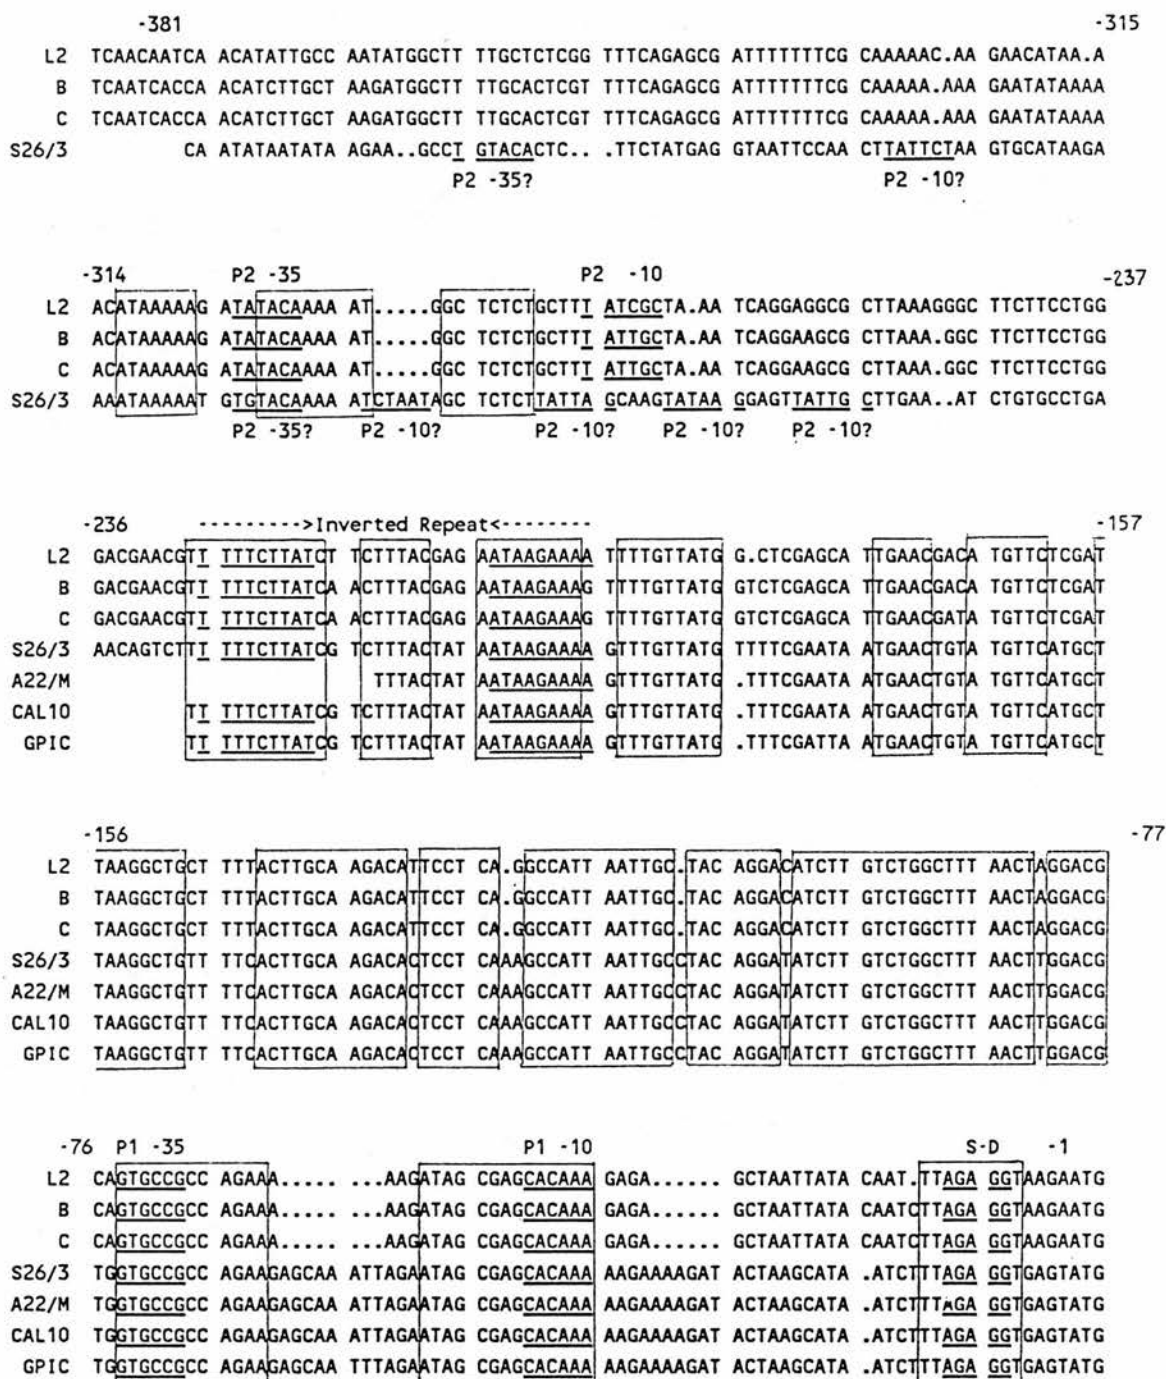 -381 -315
L2 TCAACAATCA ACATATTGCC AATATGGCTT TTGCTCTCGG TTTCAGAGCG ATTTTTTTCG CAAAAAC.AA GAACATAA.A
B TCAATCACCA ACATCTTGCT AAGATGGCTT TTGCACTCGT TTTCAGAGCG ATTTTTTTCG CAAAAA.AAA GAATATAAAA
C TCAATCACCA ACATCTTGCT AAGATGGCTT TTGCACTCGT TTTCAGAGCG ATTTTTTTCG CAAAAA.AAA GAATATAAAA
S26/3 CA ATATAATATA AGAA..GCCT GTACACTC.. .TTCTATGAG GTAATTCCAA CTTATTCTAA GTGCATAAGA
P2 -35? P2 -10?
-314 P2 -35 P2 -10 -237
L2 ACATAAAAAG ATATACAAAA AT.....GGC TCTCTGCTTT ATCGCTA.AA TCAGGAGGCG CTTAAAGGGC TTCTTCCTGG
B ACATAAAAAG ATATACAAAA AT.....GGC TCTCTGCTTT ATTGCTA.AA TCAGGAAGCG CTTAAA.GGC TTCTTCCTGG
C ACATAAAAAG ATATACAAAA AT.....GGC TCTCTGCTTT ATTGCTA.AA TCAGGAAGCG CTTAAA.GGC TTCTTCCTGG
S26/3 AAATAAAAAT GTGTACAAAA ATCTAATAGC TCTCTTATTA GCAAGTATAAG GGAGTTATTG CTTGAA..AT CTGTGCCTGA
P2 -35? P2 -10? P2 -10? P2 -10? P2 -10?
-236 --------->Inverted Repeat<-------- -157
L2 GACGAACGTT TTTCTTATCT TCTTTACGAG AATAAGAAAA TTTTGTTATG G.CTCGAGCA TTGAACGACA TGTTCTCGAT
B GACGAACGTT TTTCTTATCA ACTTTACGAG AATAAGAAAG TTTTGTTATG GTCTCGAGCA TTGAACGACA TGTTCTCGAT
C GACGAACGTT TTTCTTATCA ACTTTACGAG AATAAGAAAG TTTTGTTATG GTCTCGAGCA TTGAACGATA TGTTCTCGAT
S26/3 AACAGTCTTT TTTCTTATCG TCTTTACTAT AATAAGAAAA GTTTGTTATG TTTTCGAATA ATGAACTGTA TGTTCATGCT
A22/M TTTACTAT AATAAGAAAA GTTTGTTATG .TTTCGAATA ATGAACTGTA TGTTCATGCT
CAL10 TT TTTCTTATCG TCTTTACTAT AATAAGAAAA GTTTGTTATG .TTTCGAATA ATGAACTGTA TGTTCATGCT
GPIC TT TTTCTTATCG TCTTTACTAT AATAAGAAAA GTTTGTTATG .TTTCGATTA ATGAACTGTA TGTTCATGCT
-156 -77
L2 TAAGGCTGCT TTTACTTGCA AGACATTCCT CA.GGCCATT AATTGC.TAC AGGACATCTT GTCTGGCTTT AACTAGGACG
B TAAGGCTGCT TTTACTTGCA AGACATTCCT CA.GGCCATT AATTGC.TAC AGGACATCTT GTCTGGCTTT AACTAGGACG
C TAAGGCTGCT TTTACTTGCA AGACATTCCT CA.GGCCATT AATTGC.TAC AGGACATCTT GTCTGGCTTT AACTAGGACG
S26/3 TAAGGCTGTT TTCACTTGCA AGACACTCCT CAAAGCCATT AATTGCCTAC AGGATATCTT GTCTGGCTTT AACTTGGACG
A22/M TAAGGCTGTT TTCACTTGCA AGACACTCCT CAAAGCCATT AATTGCCTAC AGGATATCTT GTCTGGCTTT AACTTGGACG
CAL10 TAAGGCTGTT TTCACTTGCA AGACACTCCT CAAAGCCATT AATTGCCTAC AGGATATCTT GTCTGGCTTT AACTTGGACG
GPIC TAAGGCTGTT TTCACTTGCA AGACACTCCT CAAAGCCATT AATTGCCTAC AGGATATCTT GTCTGGCTTT AACTTGGACG
-76 P1 -35 P1 -10 S-D -1
L2 CAGTGCCGCC AGAAA..... ...AAGATAG CGAGCACAAA GAGA...... GCTAATTATA CAAT.TTAGA GGTAAGAATG
B CAGTGCCGCC AGAAA..... ...AAGATAG CGAGCACAAA GAGA...... GCTAATTATA CAATCTTAGA GGTAAGAATG
C CAGTGCCGCC AGAAA..... ...AAGATAG CGAGCACAAA GAGA...... GCTAATTATA CAATCTTAGA GGTAAGAATG
S26/3 TGGTGCCGCC AGAAGAGCAA ATTAGAATAG CGAGCACAAA AAGAAAAGAT ACTAAGCATA .ATCTTTAGA GGTGAGTATG
A22/M TGGTGCCGCC AGAAGAGCAA ATTAGAATAG CGAGCACAAA AAGAAAAGAT ACTAAGCATA .ATCTTTAGA GGTGAGTATG
CAL10 TGGTGCCGCC AGAAGAGCAA ATTAGAATAG CGAGCACAAA AAGAAAAGAT ACTAAGCATA .ATCTTTAGA GGTGAGTATG
GPIC TGGTGCCGCC AGAAGAGCAA TTTAGAATAG CGAGCACAAA AAGAAAAGAT ACTAAGCATA .ATCTTTAGA GGTGAGTATG